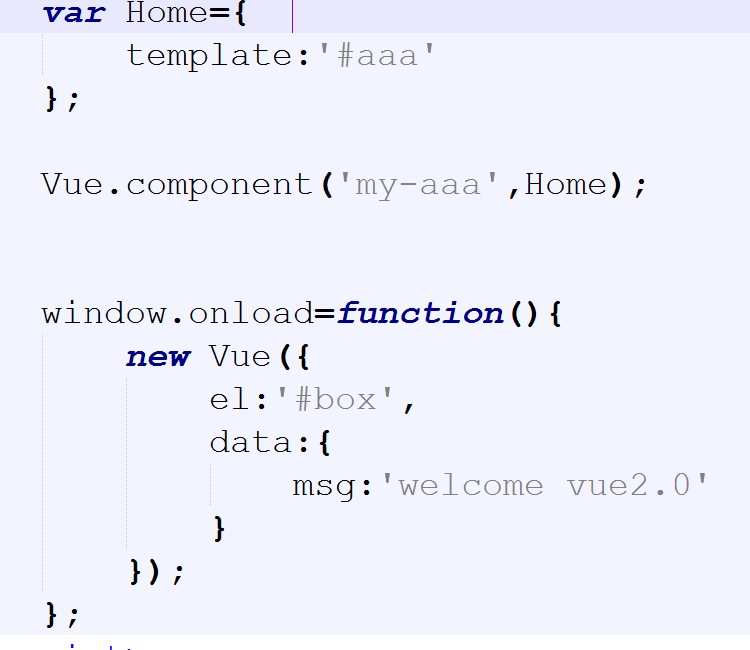 var Home={
template:'#aaa'
};
Vue.component('my-aaa',Home);
window.onload=function(){
new Vue({
el:'#box',
data:{
msg:'welcome vue2.0'
}
});
};